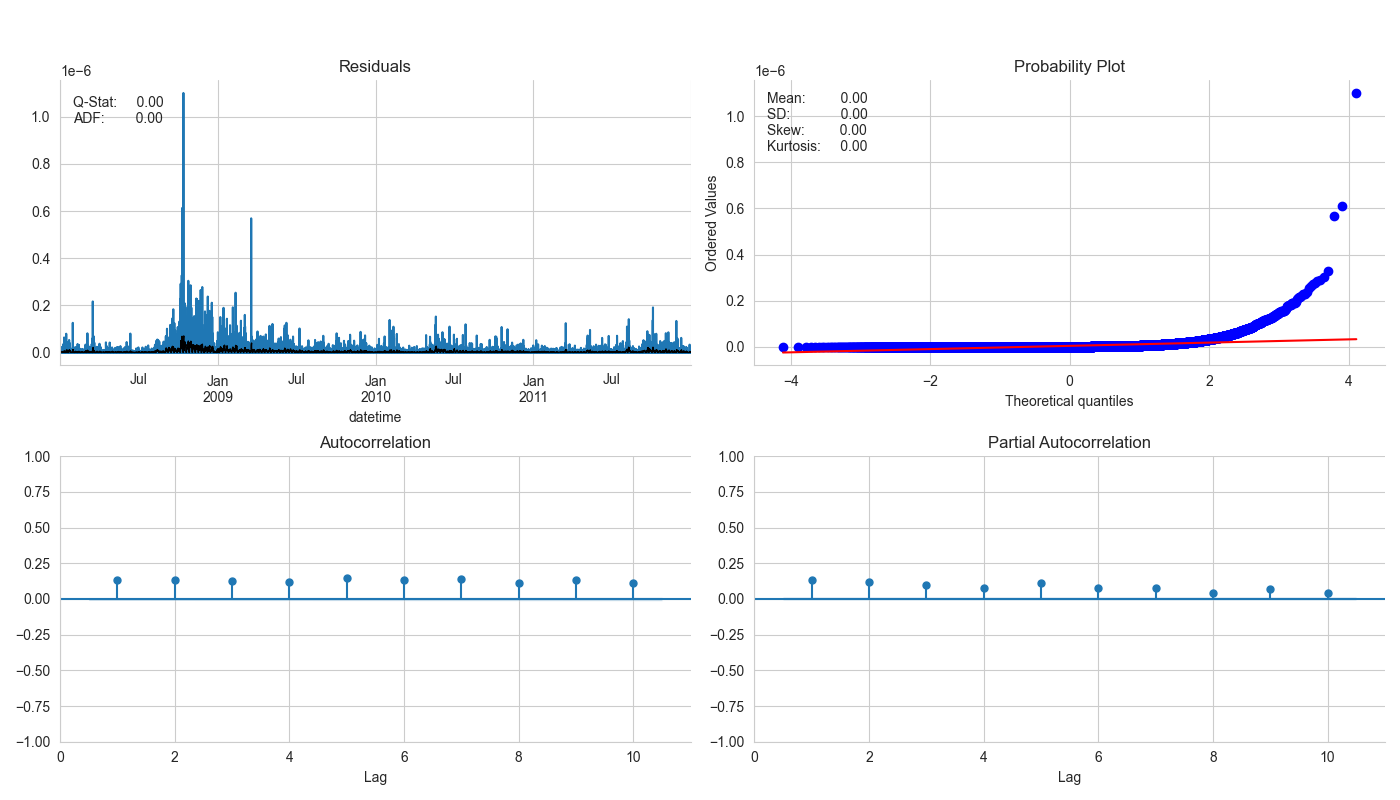 Residuals
1e−6
Q-Stat: 0.00
ADF: 0.00
1.0
0.8
0.6
0.4
0.2
0.0
Jul Jan Jul Jan Jul Jan Jul
2009 2010 2011
datetime
Probability Plot
1e−6
Mean: 0.00
SD: 0.00
Skew: 0.00
Kurtosis: 0.00
Ordered Values
1.0
0.8
0.6
0.4
0.2
0.0
−4 −2 0 2 4
Theoretical quantiles
Autocorrelation
1.00
0.75
0.50
0.25
0.00
−0.25
−0.50
−0.75
−1.00
0 2 4 6 8 10
Lag
Partial Autocorrelation
1.00
0.75
0.50
0.25
0.00
−0.25
−0.50
−0.75
−1.00
0 2 4 6 8 10
Lag